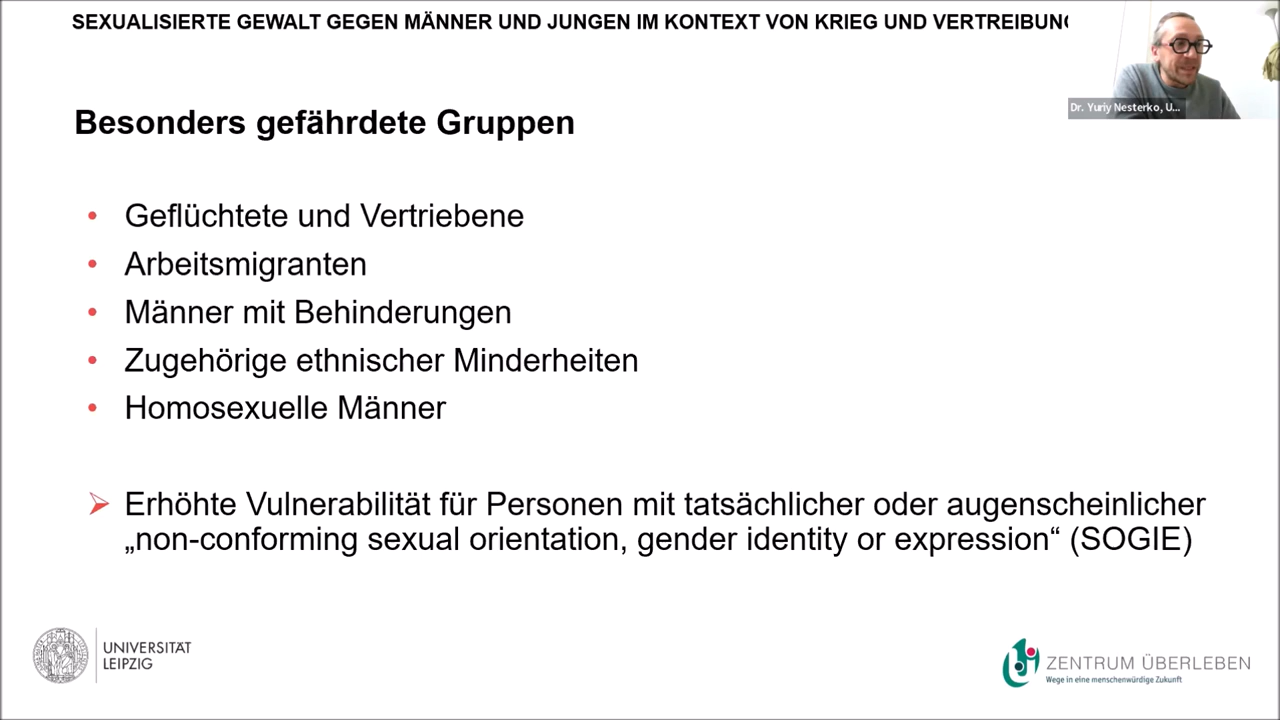 SEXUALISIERTE GEWALT GEGEN MÄNNER UND JUNGEN IM KONTEXT VON KRIEG UND VERTREIBUNG
Dr. Yuriy Nesterko, U...
Besonders gefährdete Gruppen
• Geflüchtete und Vertriebene
• Arbeitsmigranten
• Männer mit Behinderungen
• Zugehörige ethnischer Minderheiten
• Homosexuelle Männer
➢ Erhöhte Vulnerabilität für Personen mit tatsächlicher oder augenscheinlicher
„non-conforming sexual orientation, gender identity or expression“ (SOGIE)
UNIVERSITÄT
LEIPZIG
ZENTRUM ÜBERLEBEN
Wege in eine menschenwürdige Zukunft